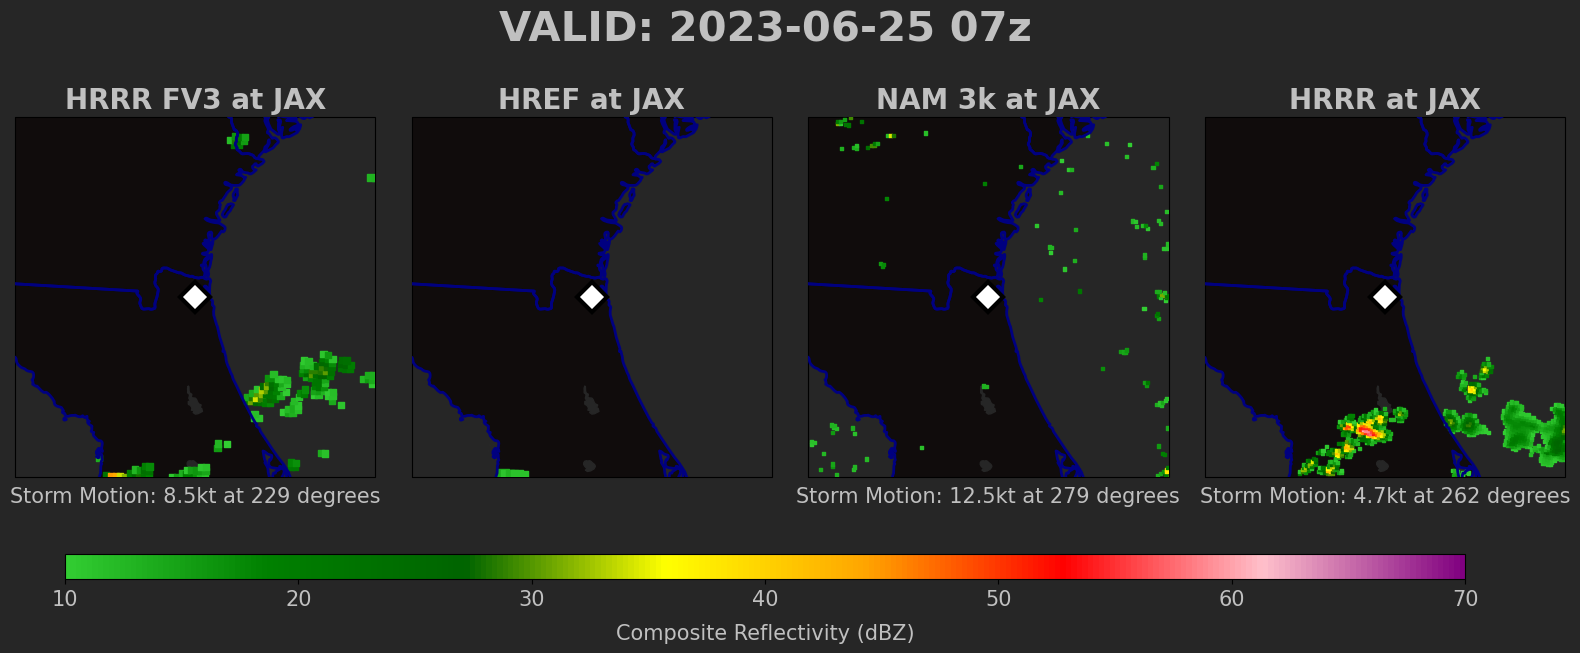 VALID: 2023-06-25 07z
HRRR FV3 at JAX
HREF at JAX
NAM 3k at JAX
HRRR at JAX
Storm Motion: 8.5kt at 229 degrees
Storm Motion: 12.5kt at 279 degrees
Storm Motion: 4.7kt at 262 degrees
10 20 30 40 50 60 70
Composite Reflectivity (dBZ)